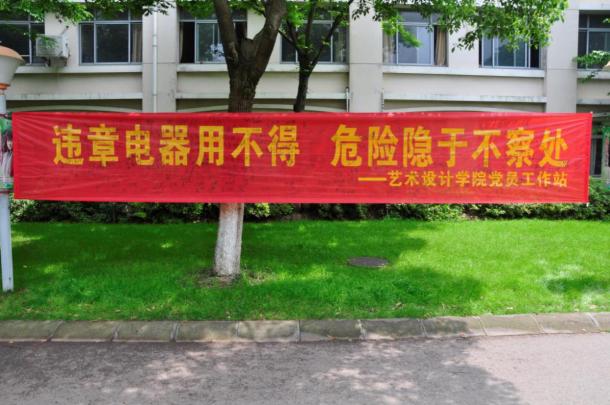 违章电器用不得 危险隐于不察处
——艺术设计学院党员工作站